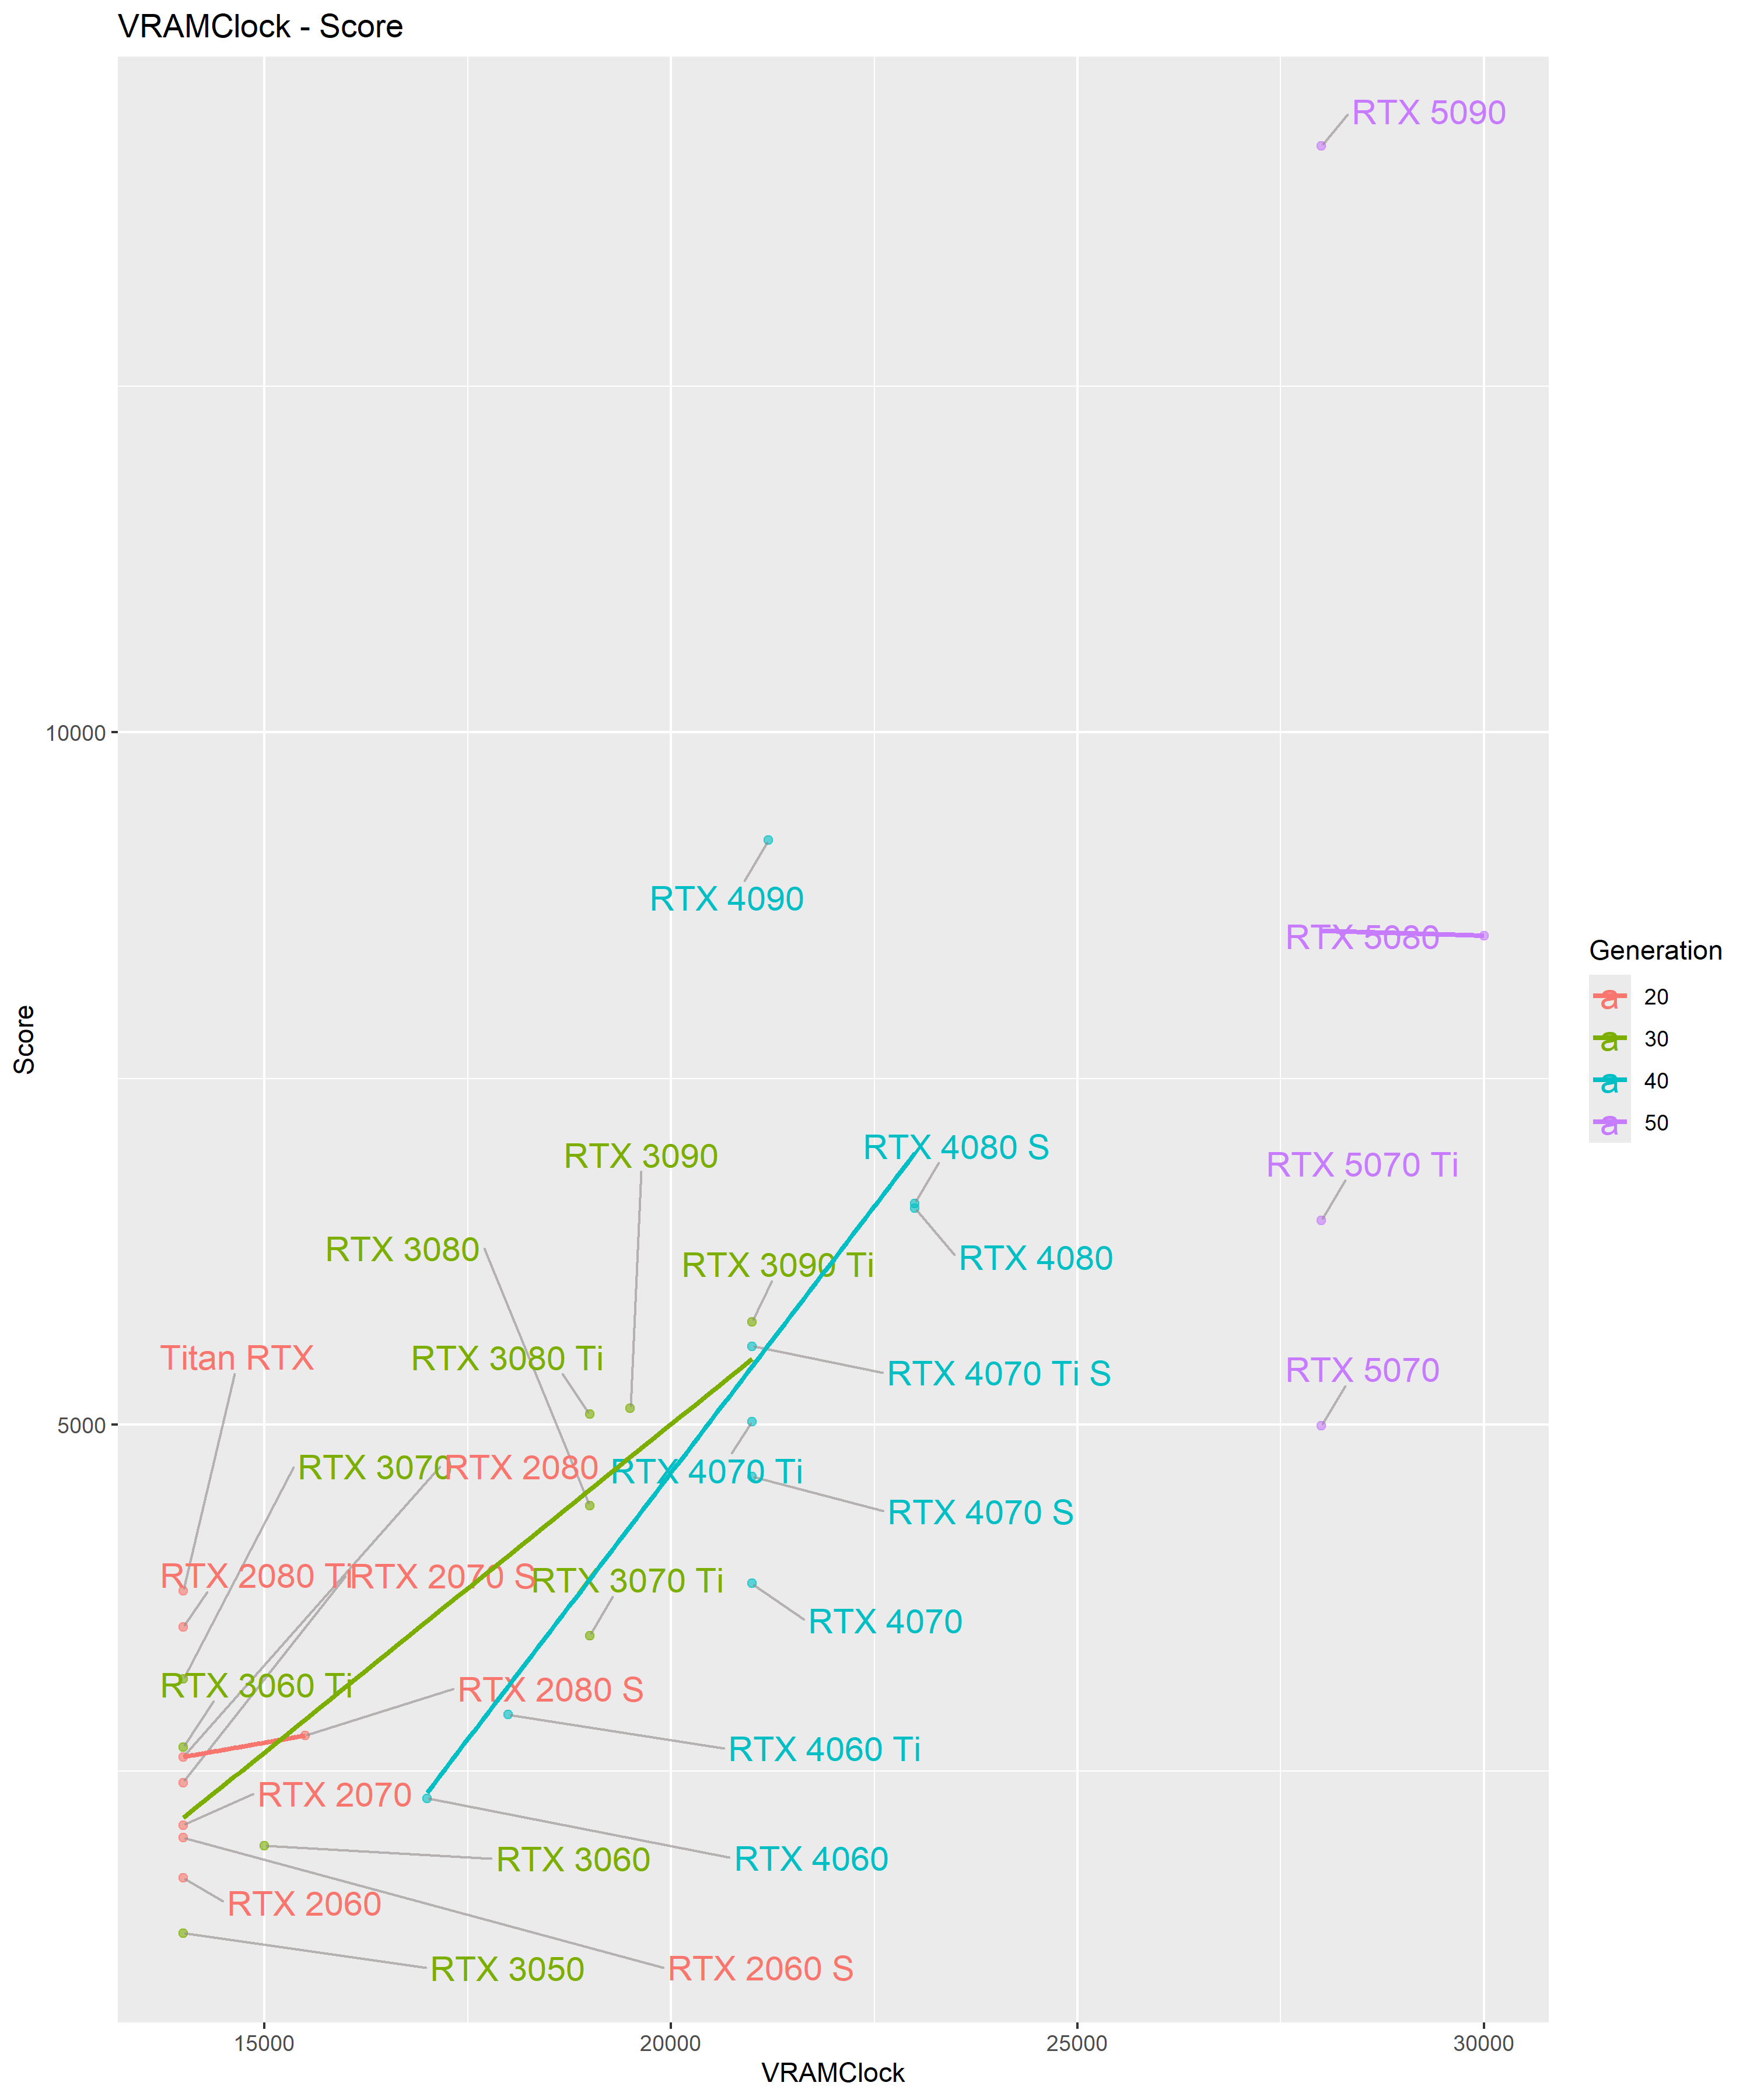 VRAMClock - Score
RTX 5090
10000
RTX 4090
RTX 5080
Generation
a 20
a 30
a 40
a 50
Score
RTX 4080 S
RTX 3090
RTX 5070 Ti
RTX 3080
RTX 4080
RTX 3090 Ti
Titan RTX
RTX 3080 Ti
RTX 4070 Ti S
RTX 5070
5000
RTX 3070
RTX 2080
RTX 4070 Ti
RTX 4070 S
RTX 2080 Ti
RTX 2070 S
RTX 3070 Ti
RTX 4070
RTX 3060 Ti
RTX 2080 S
RTX 4060 Ti
RTX 2070
RTX 3060
RTX 4060
RTX 2060
RTX 3050
RTX 2060 S
15000
20000
25000
30000
VRAMClock